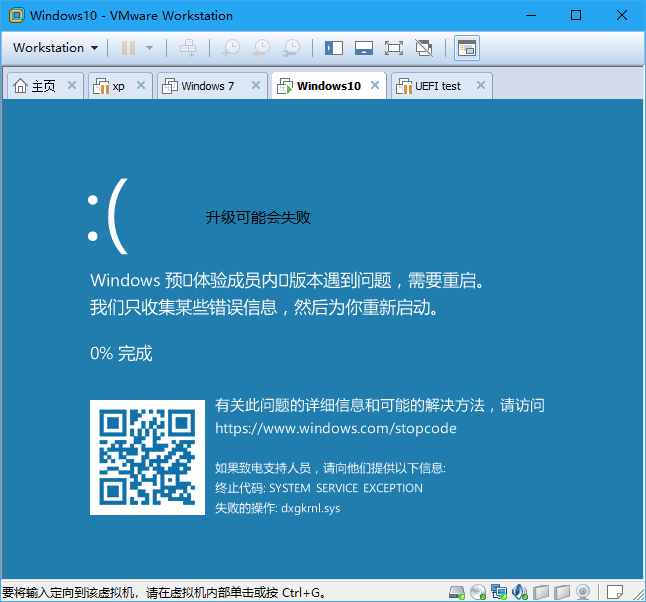 Windows10 - VMware Workstation
Workstation
主页
xp
Windows 7
Windows10
UEFI test
:(
升级可能会失败
Windows 预▯体验成员内▯版本遇到问题，需要重启。
我们只收集某些错误信息，然后为你重新启动。
0% 完成
有关此问题的详细信息和可能的解决方法，请访问
https://www.windows.com/stopcode
如果致电支持人员，请向他们提供以下信息:
终止代码: SYSTEM SERVICE EXCEPTION
失败的操作: dxgkrnl.sys
要将输入定向到该虚拟机，请在虚拟机内部单击或按 Ctrl+G。